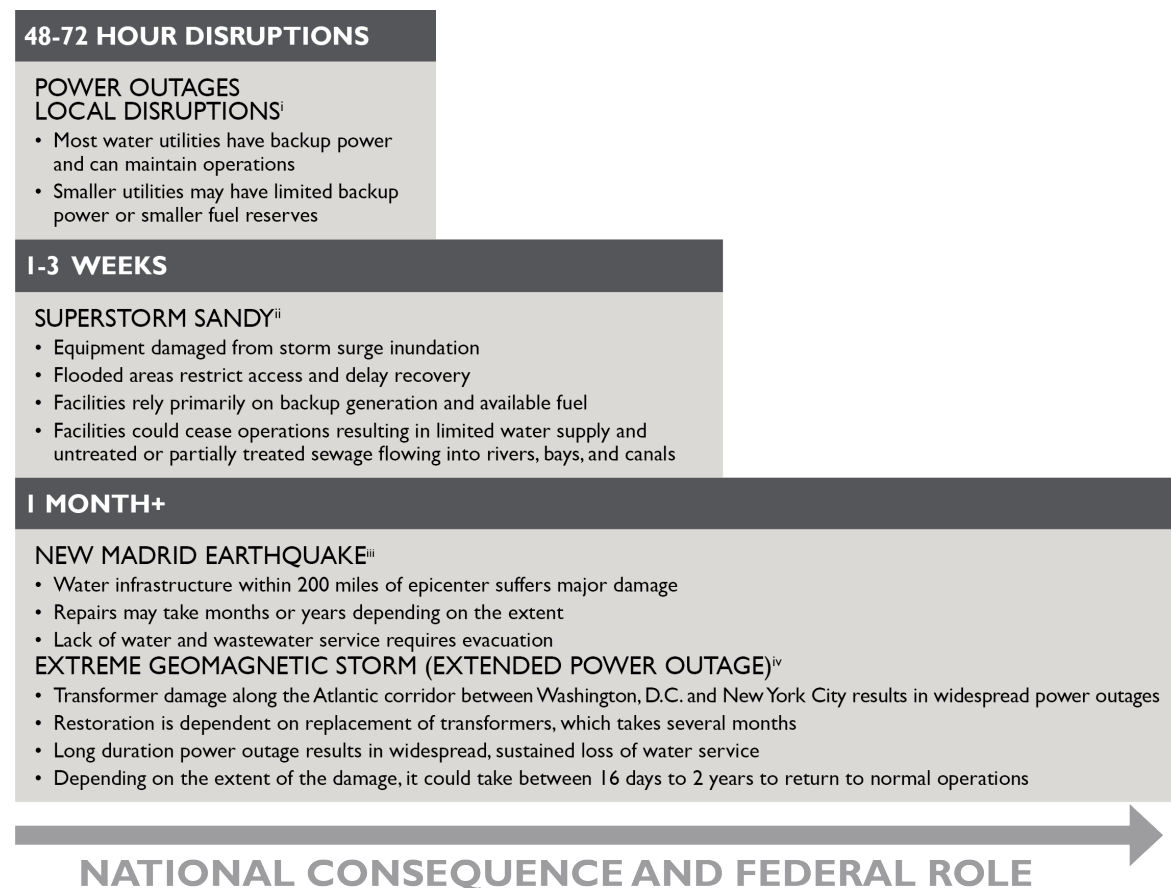 48-72 HOUR DISRUPTIONS
POWER OUTAGES
LOCAL DISRUPTIONSⁱ
• Most water utilities have backup power
and can maintain operations
• Smaller utilities may have limited backup
power or smaller fuel reserves
1-3 WEEKS
SUPERSTORM SANDYⁱⁱ
• Equipment damaged from storm surge inundation
• Flooded areas restrict access and delay recovery
• Facilities rely primarily on backup generation and available fuel
• Facilities could cease operations resulting in limited water supply and
untreated or partially treated sewage flowing into rivers, bays, and canals
1 MONTH+
NEW MADRID EARTHQUAKEⁱⁱⁱ
• Water infrastructure within 200 miles of epicenter suffers major damage
• Repairs may take months or years depending on the extent
• Lack of water and wastewater service requires evacuation
EXTREME GEOMAGNETIC STORM (EXTENDED POWER OUTAGE)ⁱᵛ
• Transformer damage along the Atlantic corridor between Washington, D.C. and New York City results in widespread power outages
• Restoration is dependent on replacement of transformers, which takes several months
• Long duration power outage results in widespread, sustained loss of water service
• Depending on the extent of the damage, it could take between 16 days to 2 years to return to normal operations
NATIONAL CONSEQUENCE AND FEDERAL ROLE